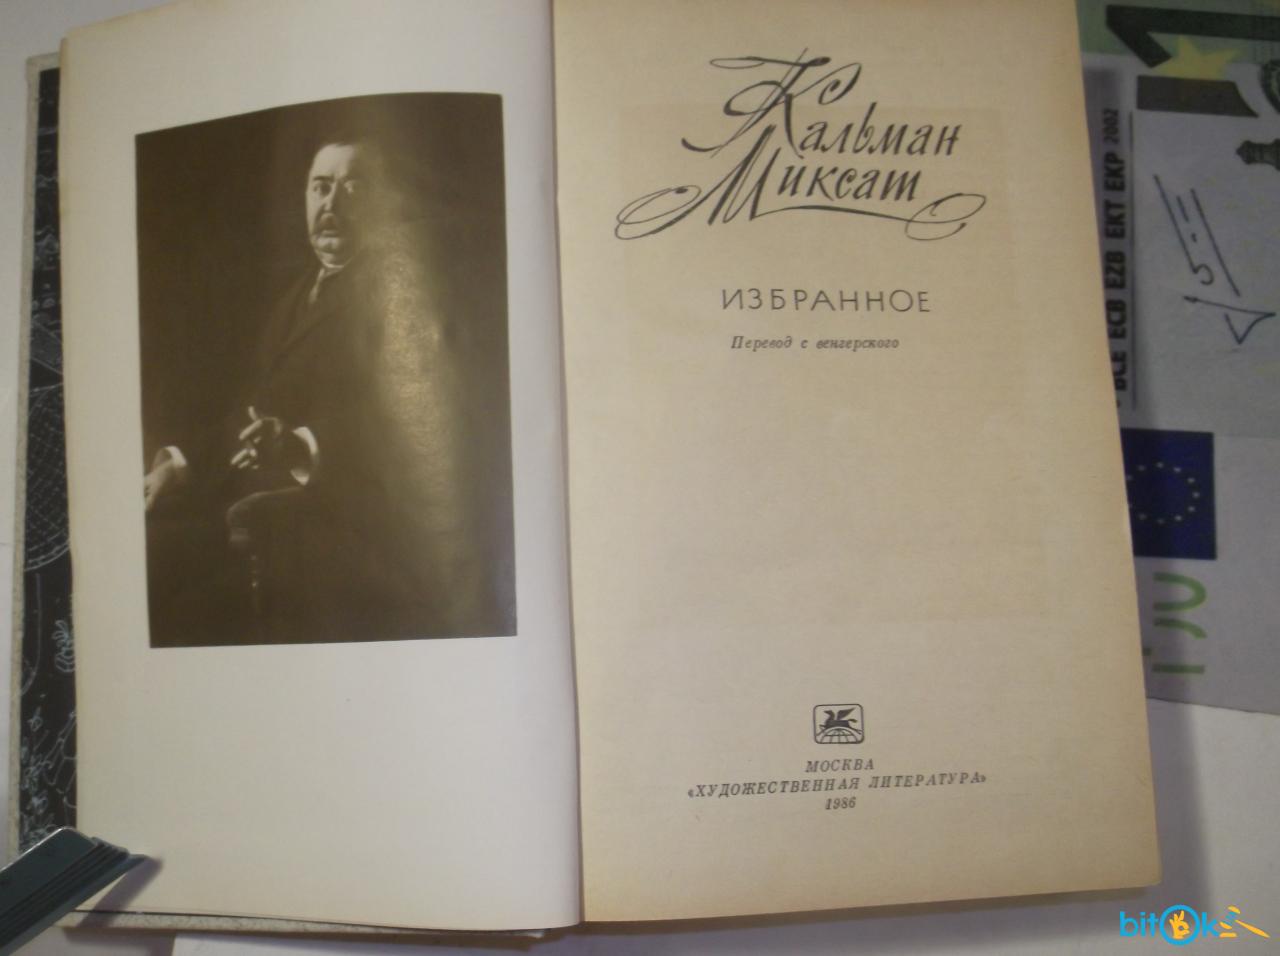 Кальман
Миксат
ИЗБРАННОЕ
Перевод с венгерского
МОСКВА
«ХУДОЖЕСТВЕННАЯ ЛИТЕРАТУРА»
1986
BCE ECB EZB EKT EKP 2002
bitOk